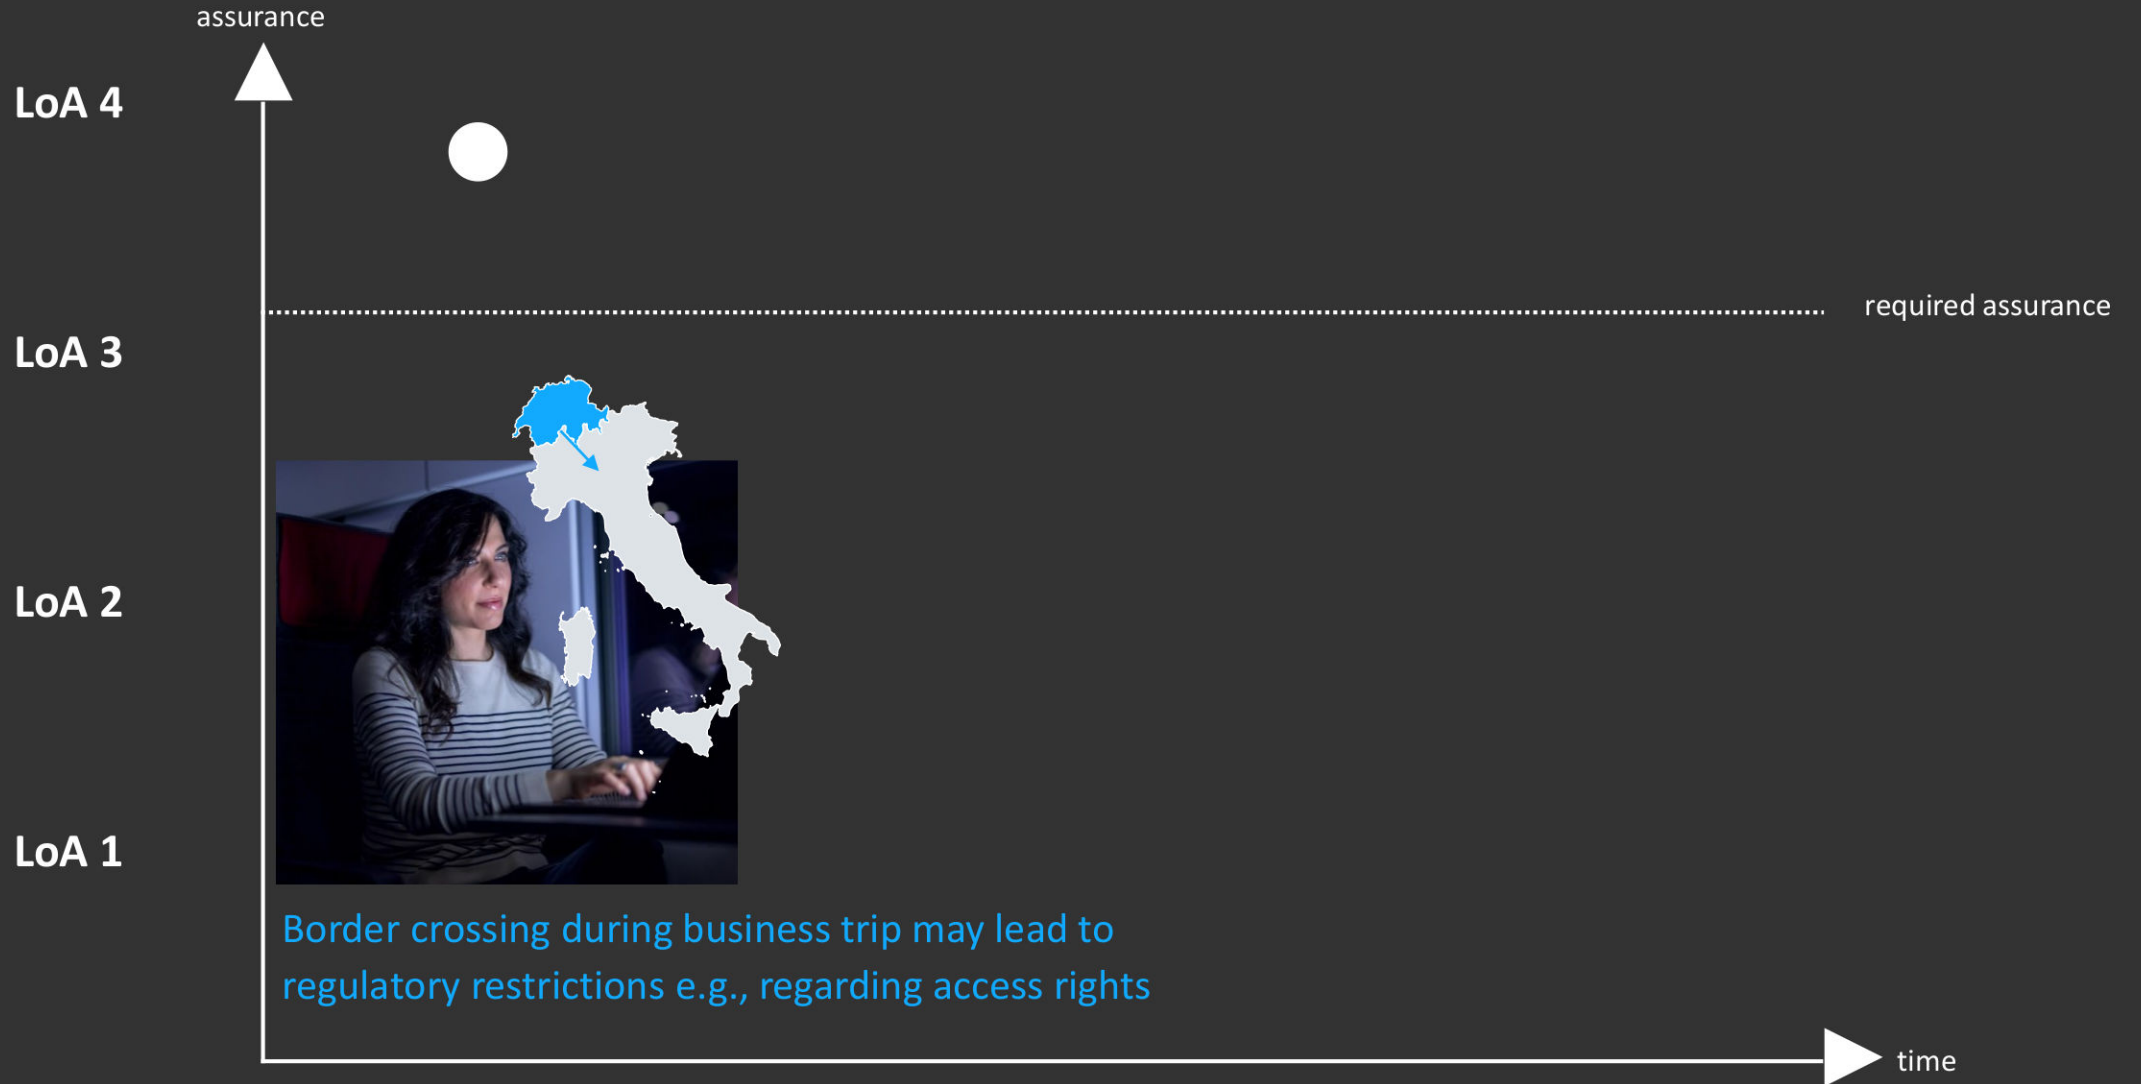 assurance
LoA 4
required assurance
LoA 3
LoA 2
LoA 1
Border crossing during business trip may lead to
regulatory restrictions e.g., regarding access rights
time